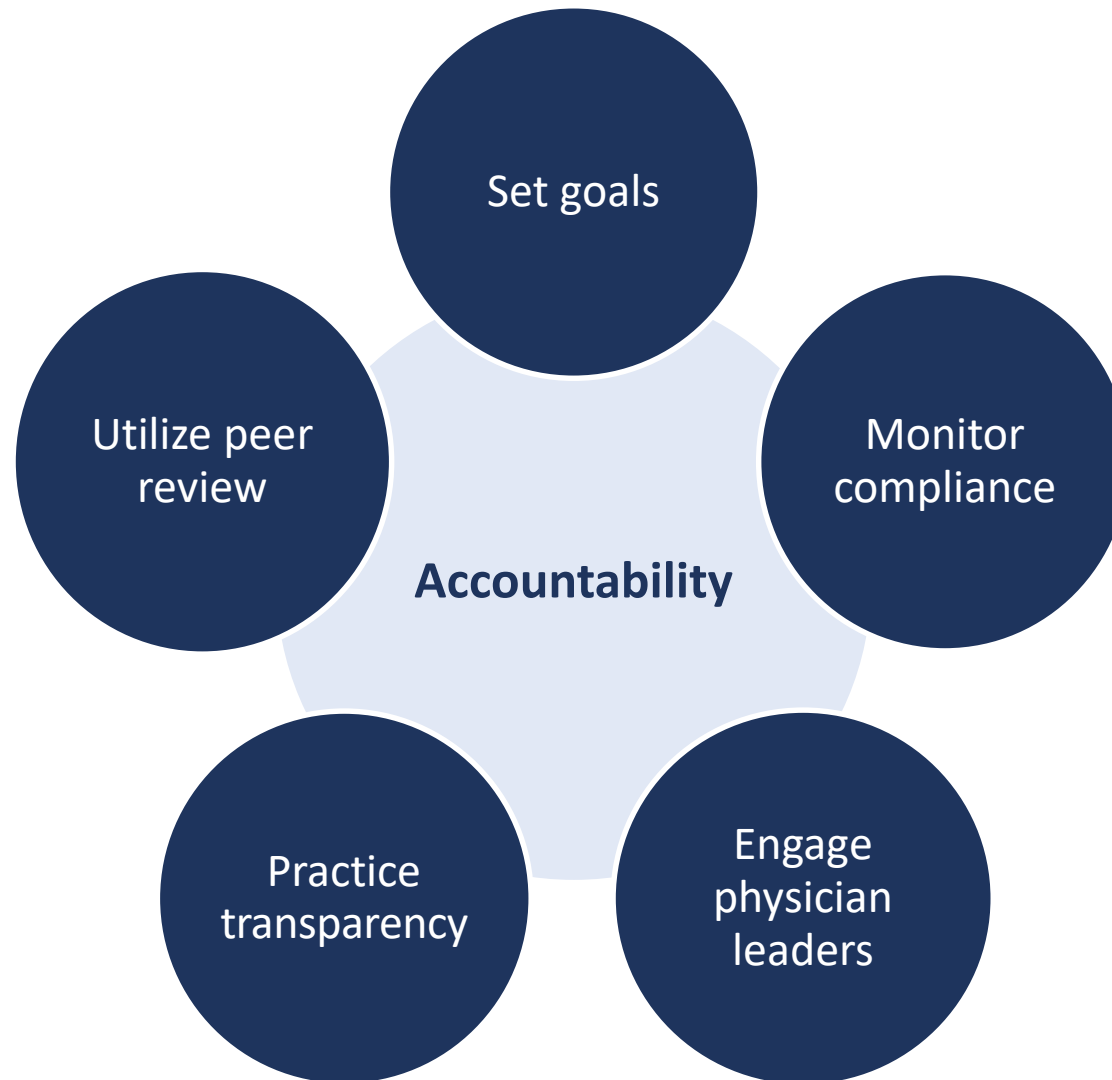 Set goals
Monitor
compliance
Engage
physician
leaders
Practice
transparency
Utilize peer
review
Accountability